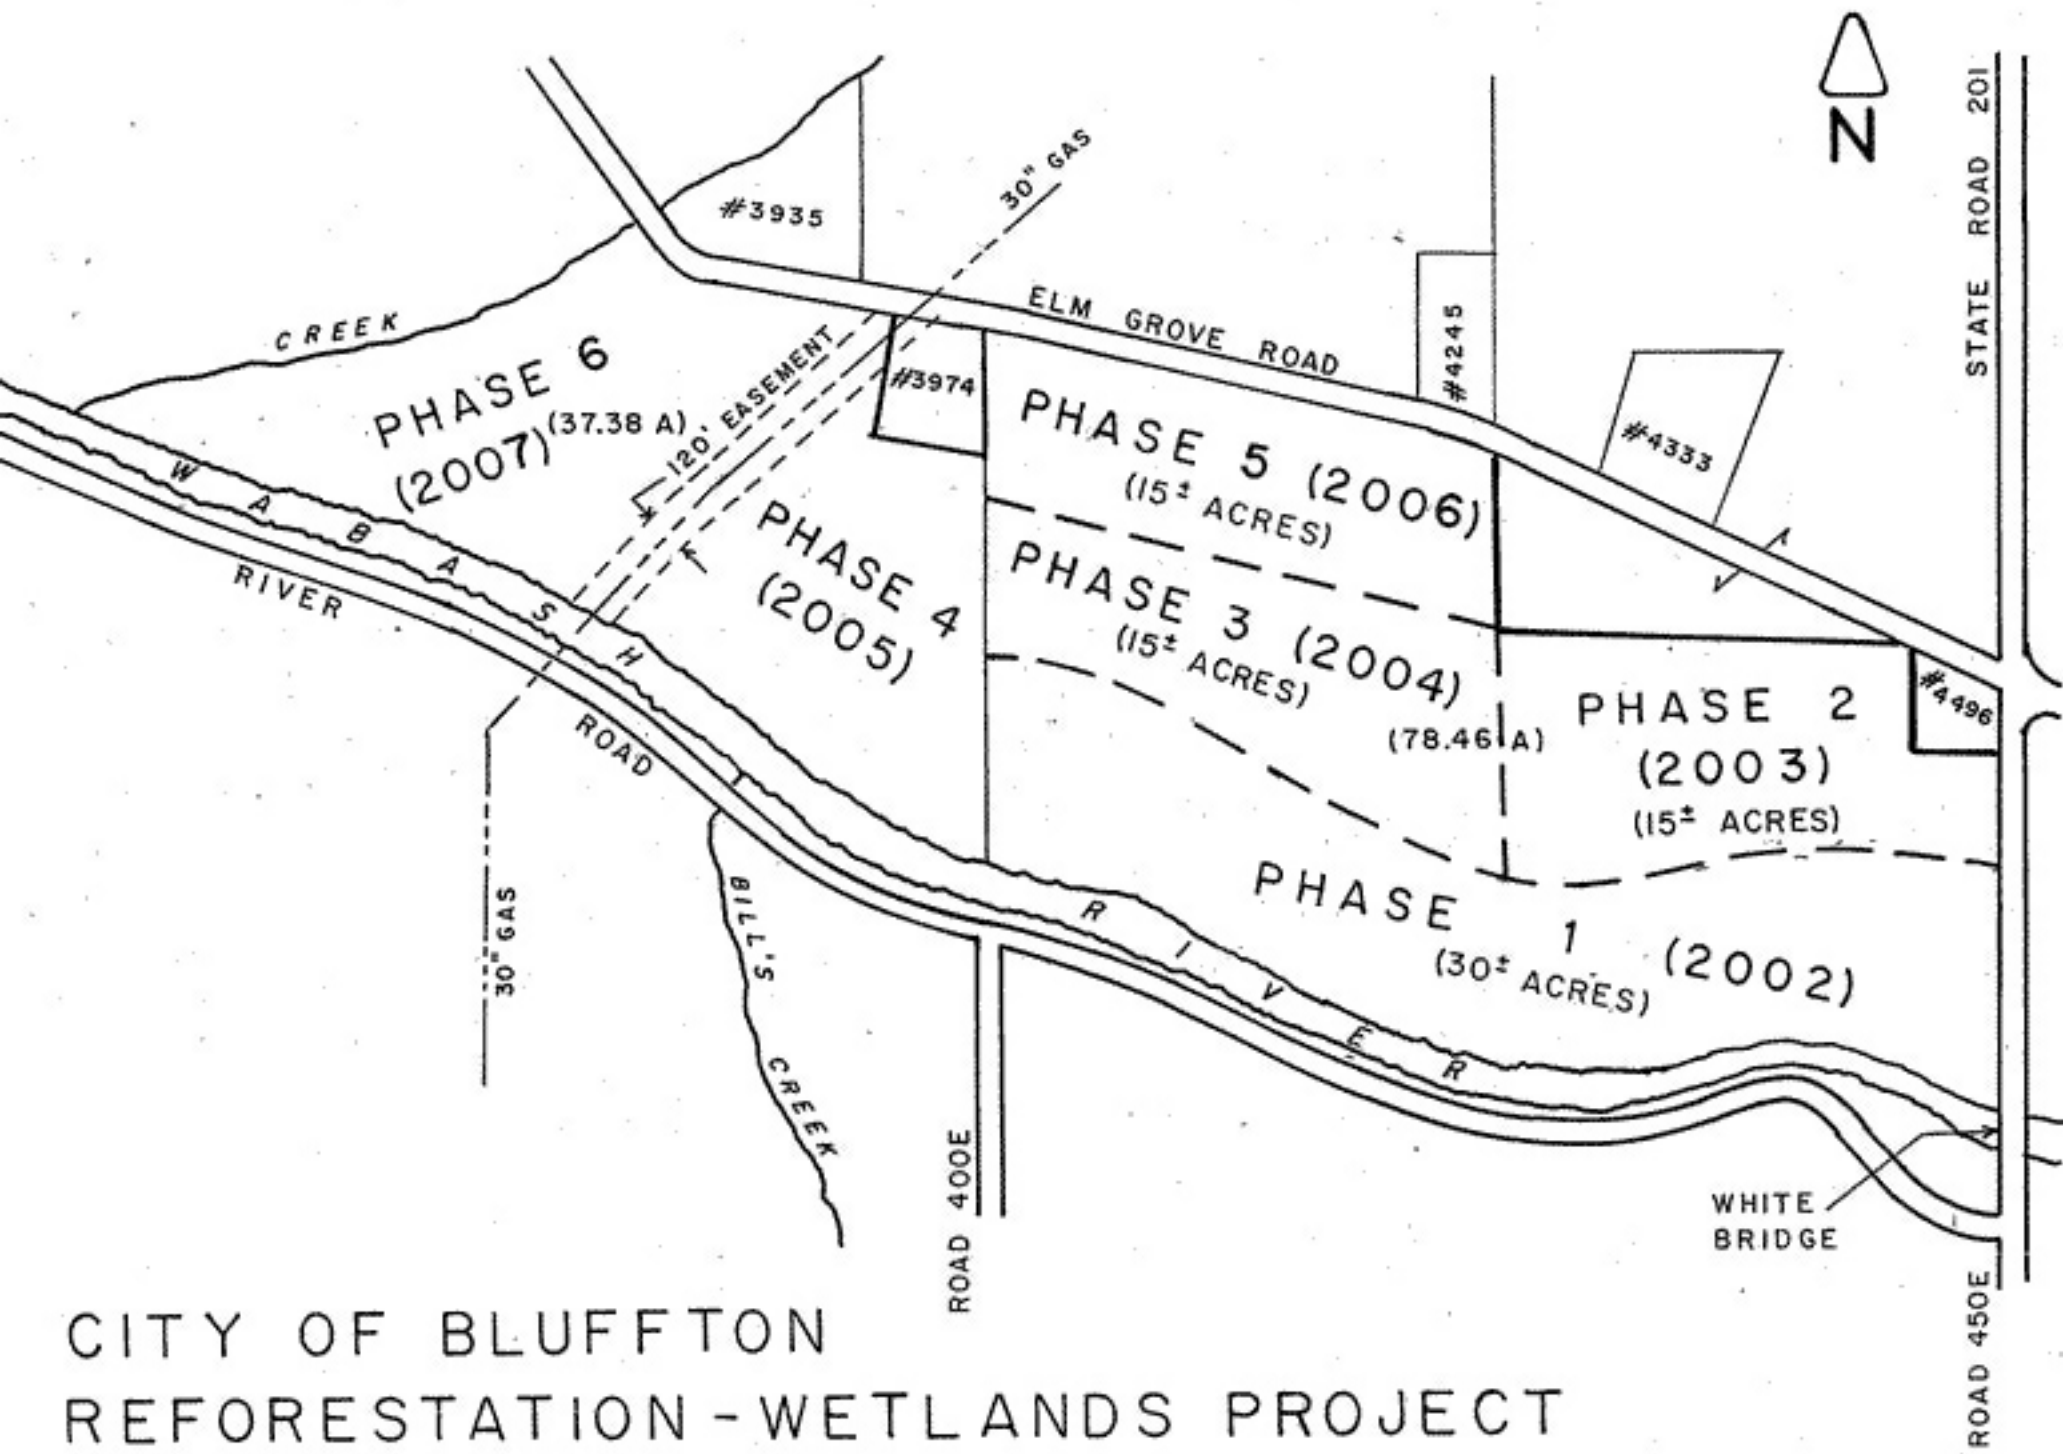 N
STATE ROAD 201
30" GAS
#3935
ELM GROVE ROAD
#4245
#4333
CREEK
120' EASEMENT
#3974
PHASE 6
(2007) (37.38 A)
PHASE 5 (2006)
(15± ACRES)
PHASE 4
(2005)
PHASE 3 (2004)
(15± ACRES)
(78.46 A)
PHASE 2
(2003)
(15± ACRES)
#4496
WABASH RIVER
RIVER ROAD
PHASE 1 (2002)
(30± ACRES)
30" GAS
BILL'S CREEK
ROAD 400E
WHITE
BRIDGE
ROAD 450E
CITY OF BLUFFTON
REFORESTATION-WETLANDS PROJECT